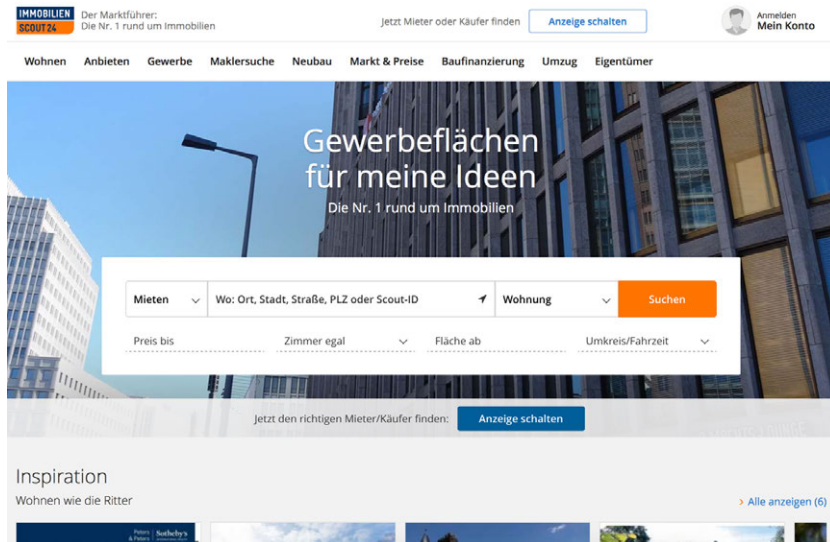 IMMOBILIEN
SCOUT24
Der Marktführer:
Die Nr. 1 rund um Immobilien
Jetzt Mieter oder Käufer finden
Anzeige schalten
Anmelden
Mein Konto
Wohnen Anbieten Gewerbe Maklersuche Neubau Markt & Preise Baufinanzierung Umzug Eigentümer
Gewerbeflächen
für meine Ideen
Die Nr. 1 rund um Immobilien
Mieten Wo: Ort, Stadt, Straße, PLZ oder Scout-ID Wohnung Suchen
Preis bis Zimmer egal Fläche ab Umkreis/Fahrzeit
Jetzt den richtigen Mieter/Käufer finden: Anzeige schalten
Inspiration
Wohnen wie die Ritter
> Alle anzeigen (6)
Peters
& Peters
Sotheby's